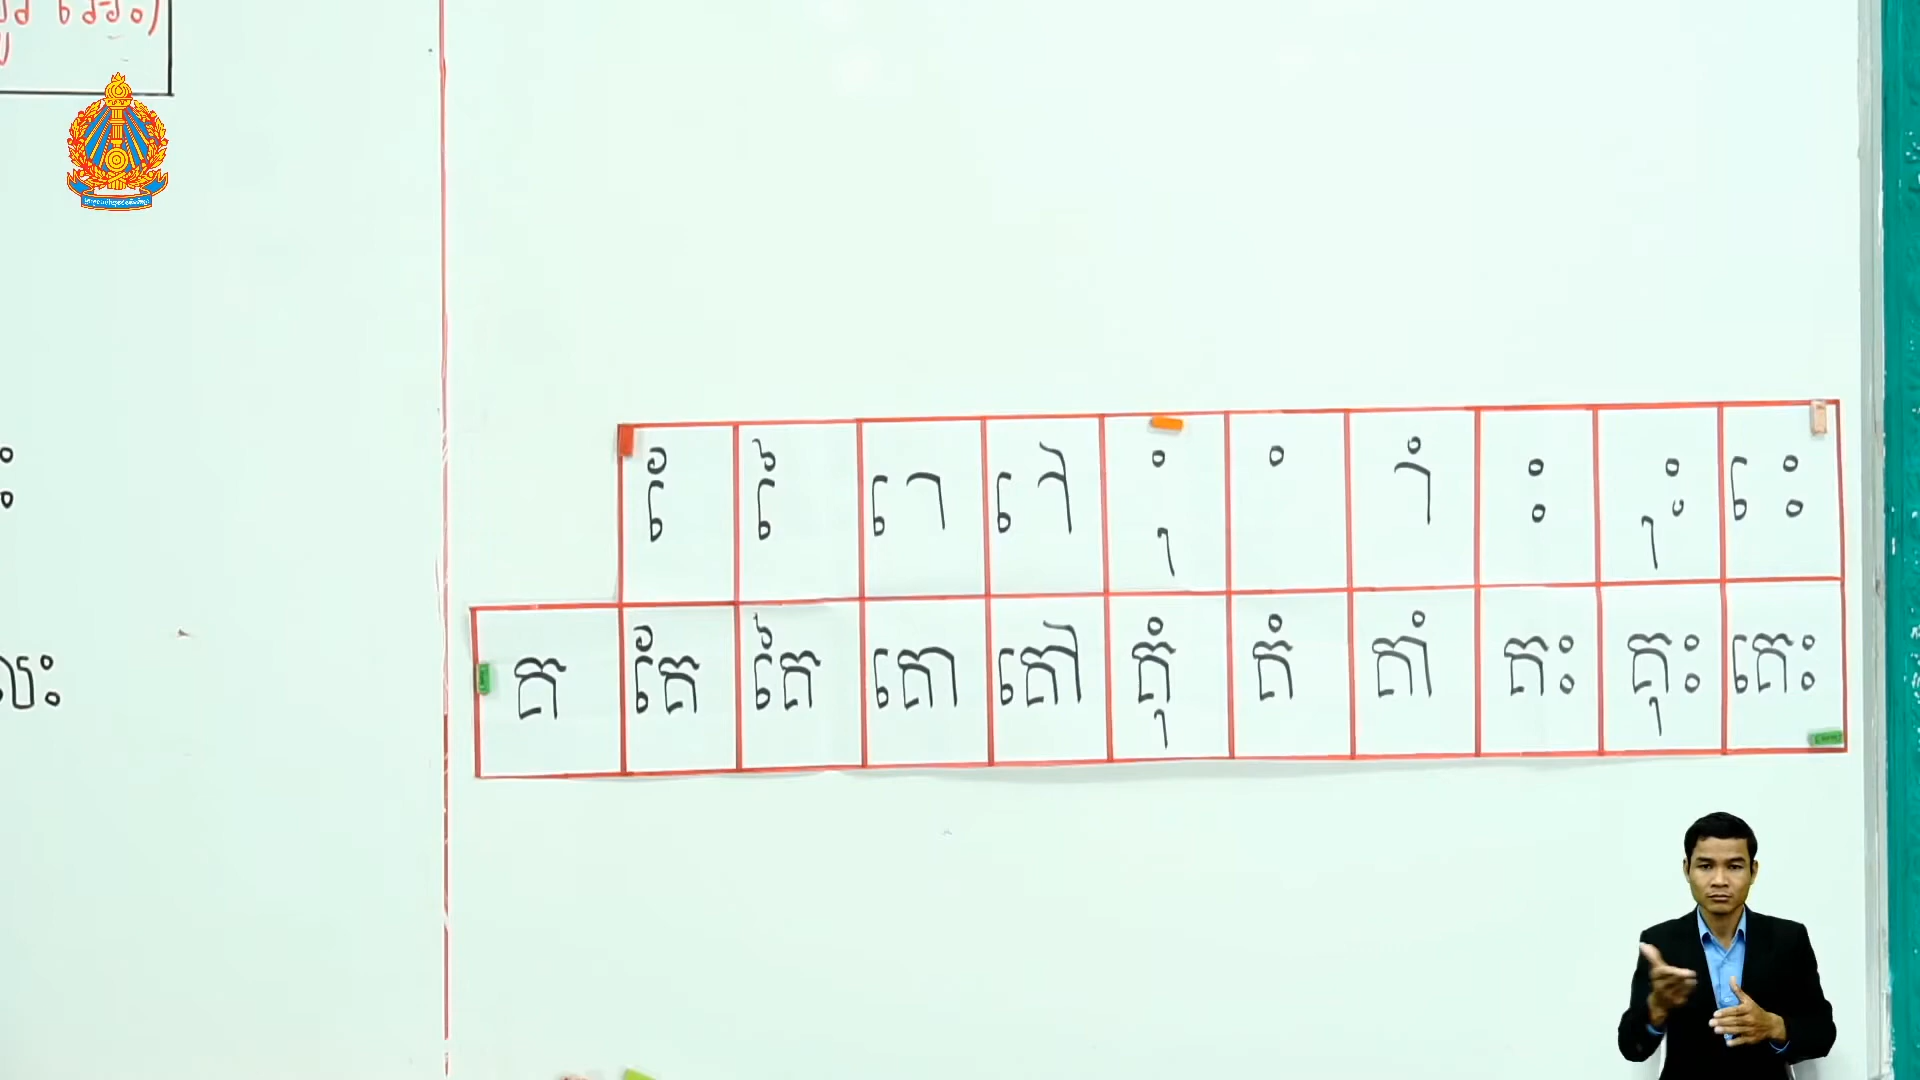 ែ ៃ ោ ៅ ុំ ំ ាំ ះ ុះ េះ
គ គែ គៃ គោ គៅ គុំ គំ គាំ គះ គុះ គេះ